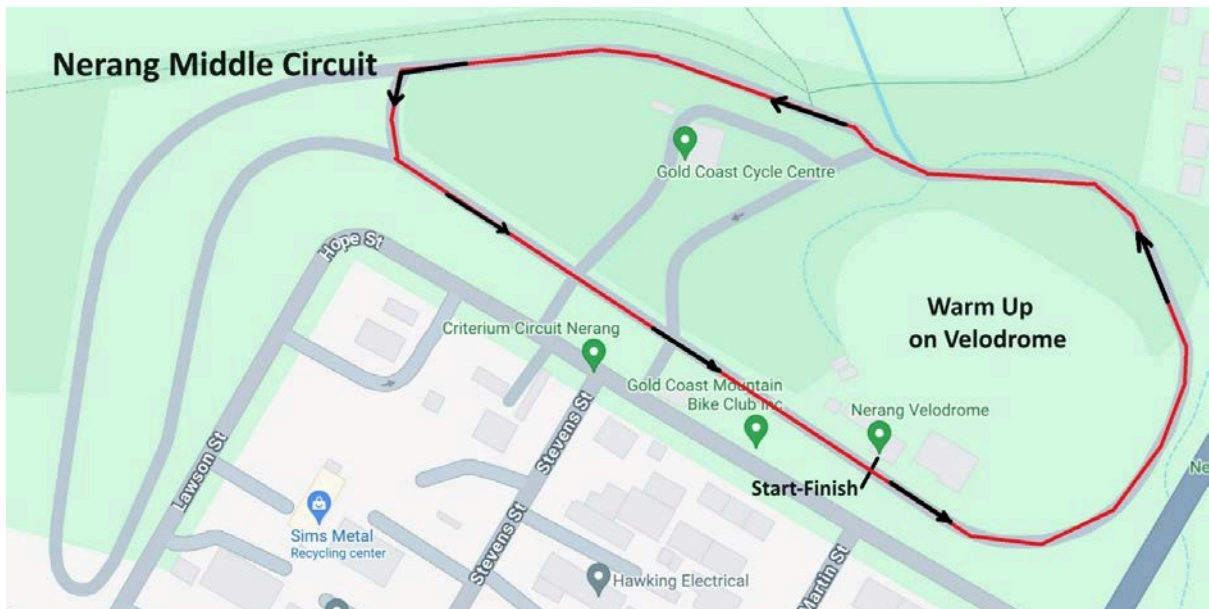 Nerang Middle Circuit
Gold Coast Cycle Centre
Hope St
Warm Up
on Velodrome
Criterium Circuit Nerang
Gold Coast Mountain
Bike Club Inc
Nerang Velodrome
Lawson St
Stevens St
Start-Finish
Ne
Sims Metal
Recycling center
Stevens St
Hawking Electrical
Martin St